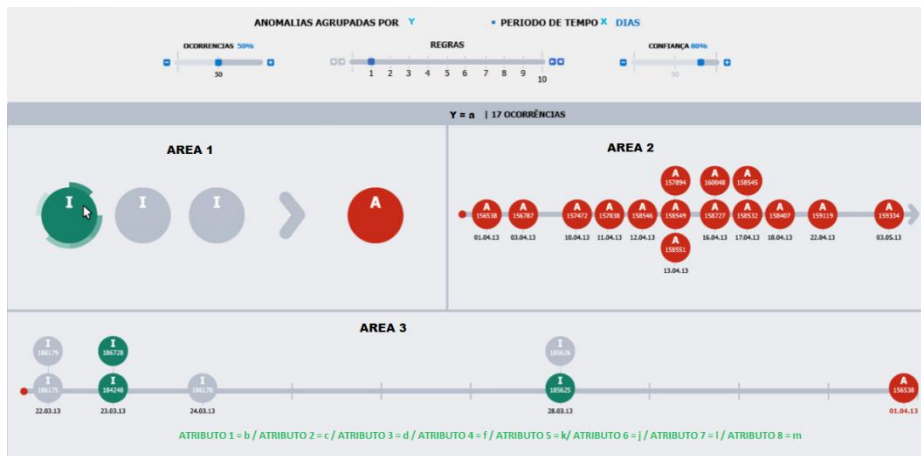 ANOMALIAS AGRUPADAS POR Y • PERIODO DE TEMPO X DIAS
OCORRENCIAS 50%
REGRAS
CONFIANÇA 80%
50
1 2 3 4 5 6 7 8 9 10
Y = a | 17 OCORRÊNCIAS
AREA 1
I I I A
AREA 2
A A A
157894 160048 158545
A A A A A A A A A A A
156538 156787 157472 157838 158546 158549 158727 158532 158407 159119 159334
01.04.13 03.04.13 10.04.13 11.04.13 12.04.13 16.04.13 17.04.13 18.04.13 22.04.13 03.05.13
A
158551
13.04.13
AREA 3
I I I
186179 186728 185626
I I I I A
186175 184248 186170 185625 156538
22.03.13 23.03.13 24.03.13 28.03.13 01.04.13
ATRIBUTO 1 = b / ATRIBUTO 2 = c / ATRIBUTO 3 = d / ATRIBUTO 4 = f / ATRIBUTO 5 = k/ ATRIBUTO 6 = j / ATRIBUTO 7 = l / ATRIBUTO 8 = m